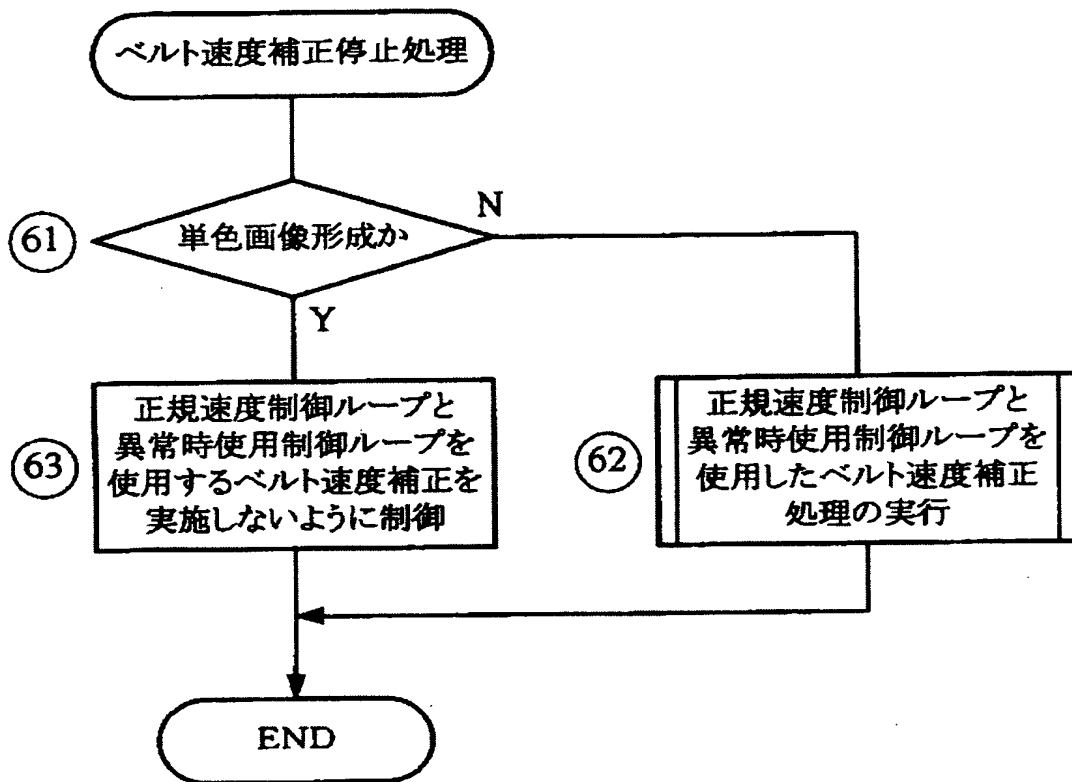 ベルト速度補正停止処理
61
単色画像形成か
N
Y
63
正規速度制御ループと
異常時使用制御ループを
使用するベルト速度補正を
実施しないように制御
62
正規速度制御ループと
異常時使用制御ループを
使用したベルト速度補正
処理の実行
END